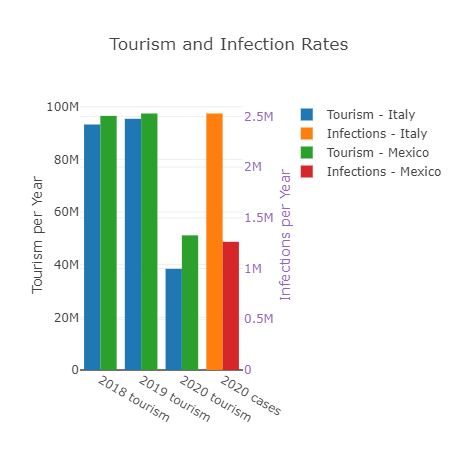 Tourism and Infection Rates
100M
80M
60M
40M
20M
0
Tourism per Year
2.5M
2M
1.5M
1M
0.5M
0
Infections per Year
Tourism - Italy
Infections - Italy
Tourism - Mexico
Infections - Mexico
2018 tourism
2019 tourism
2020 tourism
2020 cases